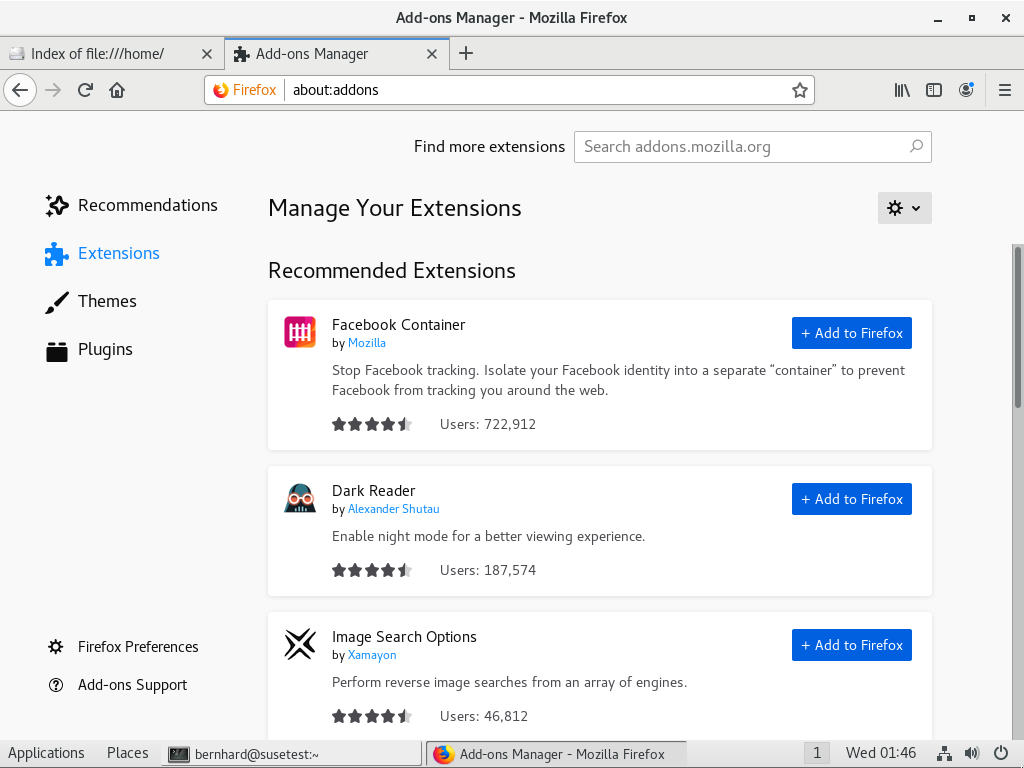 Add-ons Manager - Mozilla Firefox
Index of file:///home/
Add-ons Manager
Firefox
about:addons
Find more extensions
Search addons.mozilla.org
Recommendations
Extensions
Themes
Plugins
Manage Your Extensions
Recommended Extensions
Facebook Container
by Mozilla
+ Add to Firefox
Stop Facebook tracking. Isolate your Facebook identity into a separate “container” to prevent
Facebook from tracking you around the web.
Users: 722,912
Dark Reader
by Alexander Shutau
+ Add to Firefox
Enable night mode for a better viewing experience.
Users: 187,574
Image Search Options
by Xamayon
+ Add to Firefox
Perform reverse image searches from an array of engines.
Users: 46,812
Firefox Preferences
Add-ons Support
Applications
Places
bernhard@susetest:~
Add-ons Manager - Mozilla Firefox
1
Wed 01:46